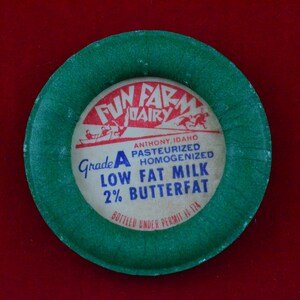 FUN FARM
DAIRY
ANTHONY, IDAHO
Grade A PASTEURIZED
HOMOGENIZED
LOW FAT MILK
2% BUTTERFAT
BOTTLED UNDER PERMIT